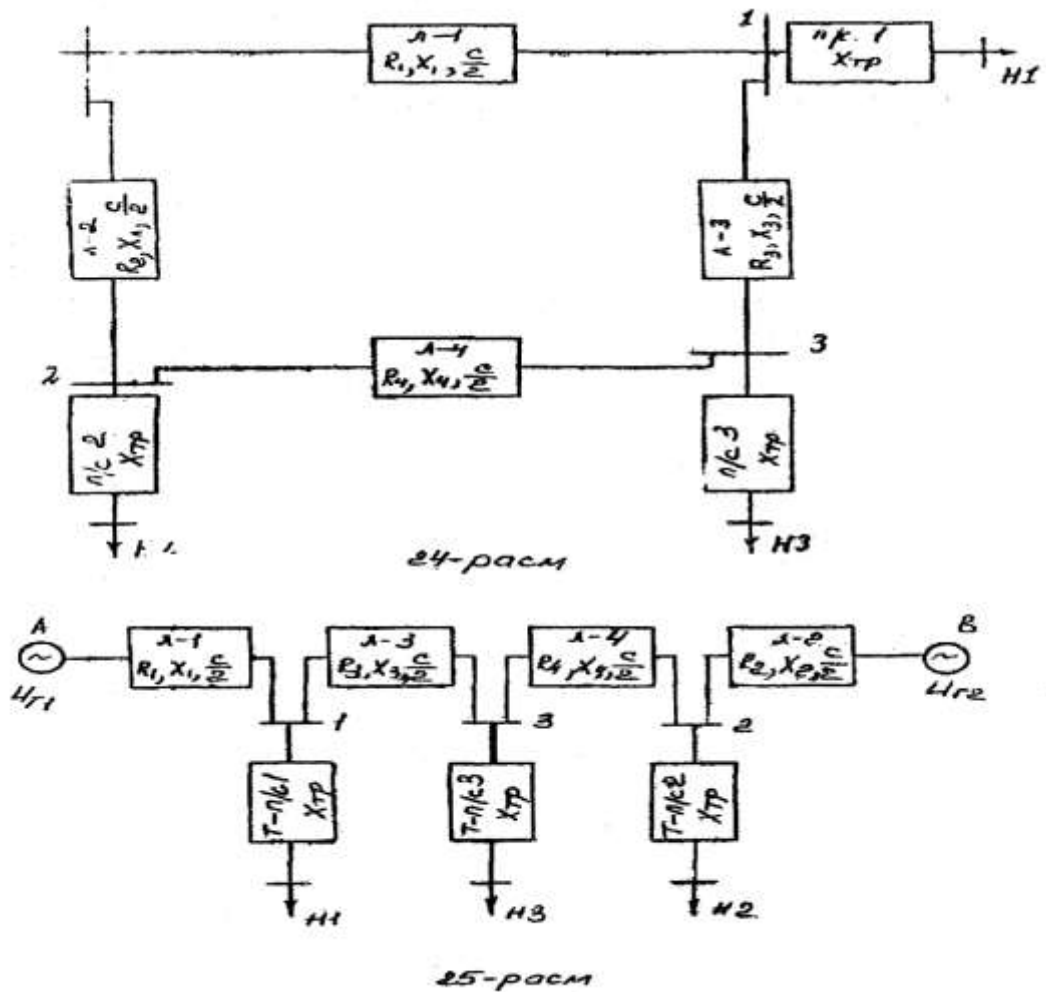 1
л-1
R₁, X₁, C/2
п/с. 1
Xтр
Н1
л-2
R₂, X₁, C/2
л-3
R₃, X₃, C/2
2
л-4
R₄, X₄, C/2
3
п/с 2
Xтр
п/с 3
Xтр
Н3
24-расм
A
л-1
R₁, X₁, C/2
л-3
R₃, X₃, C/2
л-4
R₄, X₄, C/2
л-2
R₂, X₂, C/2
B
1
3
2
Т-п/с1
Xтр
Т-п/с3
Xтр
Т-п/с2
Xтр
Н1
Н3
Н2
25-расм